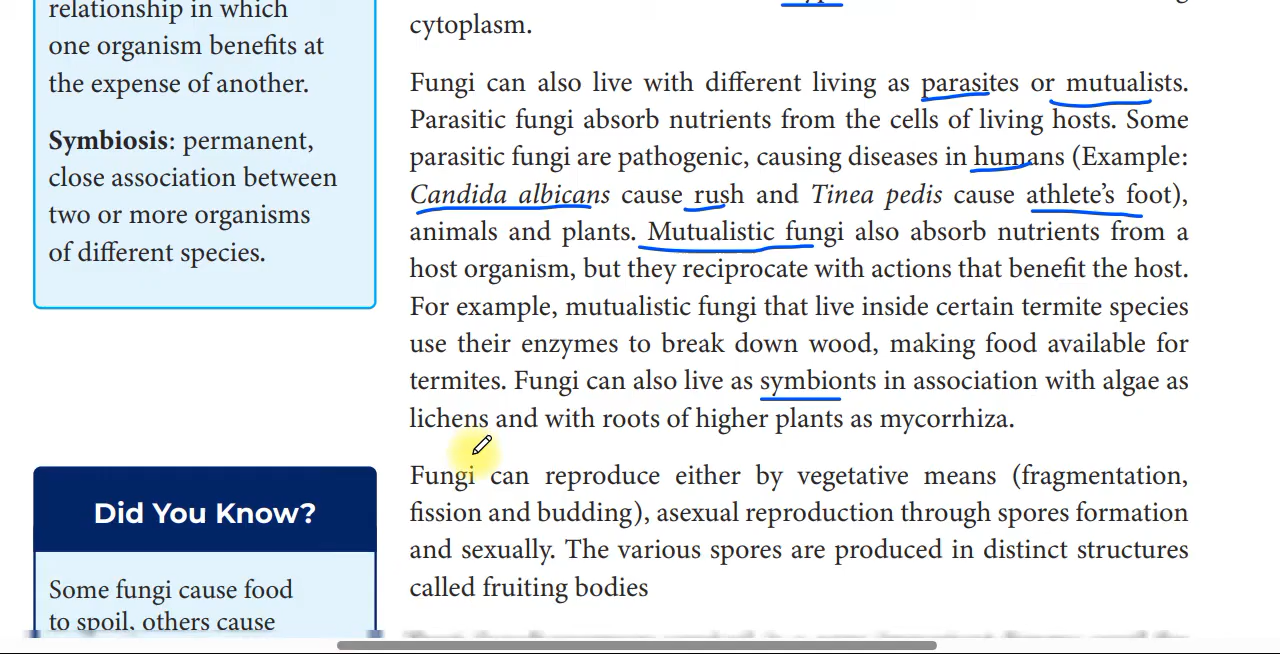 relationship in which
one organism benefits at
the expense of another.
Symbiosis: permanent,
close association between
two or more organisms
of different species.
Did You Know?
Some fungi cause food
to spoil, others cause
cytoplasm.
Fungi can also live with different living as parasites or mutualists.
Parasitic fungi absorb nutrients from the cells of living hosts. Some
parasitic fungi are pathogenic, causing diseases in humans (Example:
Candida albicans cause rush and Tinea pedis cause athlete's foot),
animals and plants. Mutualistic fungi also absorb nutrients from a
host organism, but they reciprocate with actions that benefit the host.
For example, mutualistic fungi that live inside certain termite species
use their enzymes to break down wood, making food available for
termites. Fungi can also live as symbionts in association with algae as
lichens and with roots of higher plants as mycorrhiza.
Fungi can reproduce either by vegetative means (fragmentation,
fission and budding), asexual reproduction through spores formation
and sexually. The various spores are produced in distinct structures
called fruiting bodies